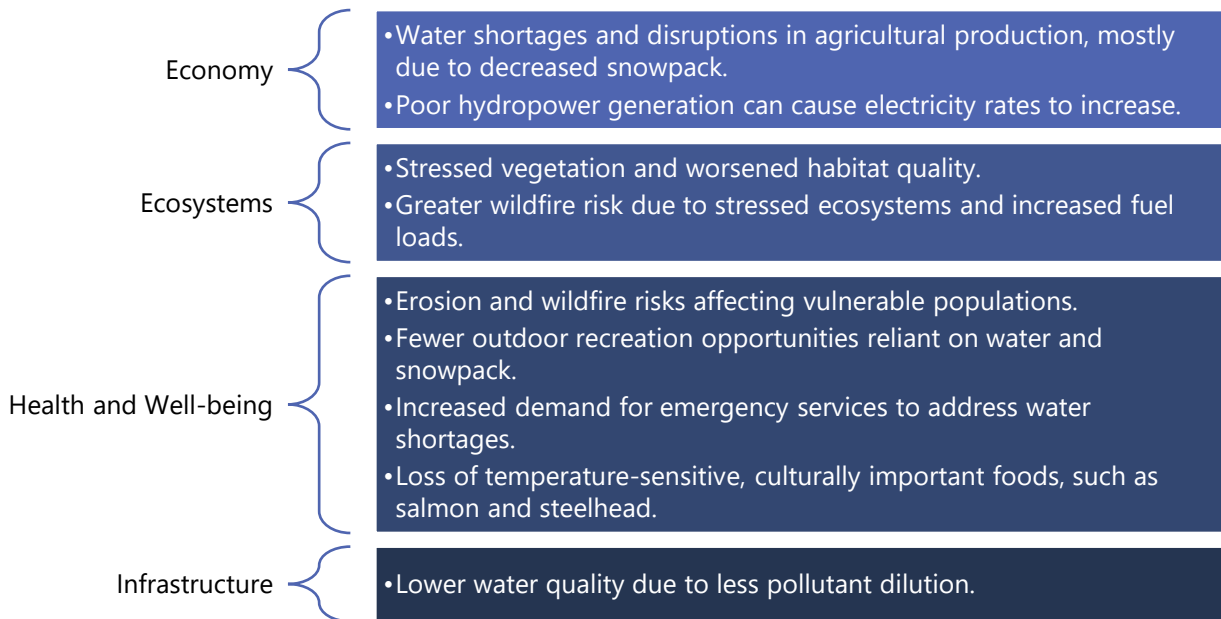 Economy
•Water shortages and disruptions in agricultural production, mostly
due to decreased snowpack.
•Poor hydropower generation can cause electricity rates to increase.
Ecosystems
•Stressed vegetation and worsened habitat quality.
•Greater wildfire risk due to stressed ecosystems and increased fuel
loads.
Health and Well-being
•Erosion and wildfire risks affecting vulnerable populations.
•Fewer outdoor recreation opportunities reliant on water and
snowpack.
•Increased demand for emergency services to address water
shortages.
•Loss of temperature-sensitive, culturally important foods, such as
salmon and steelhead.
Infrastructure
•Lower water quality due to less pollutant dilution.